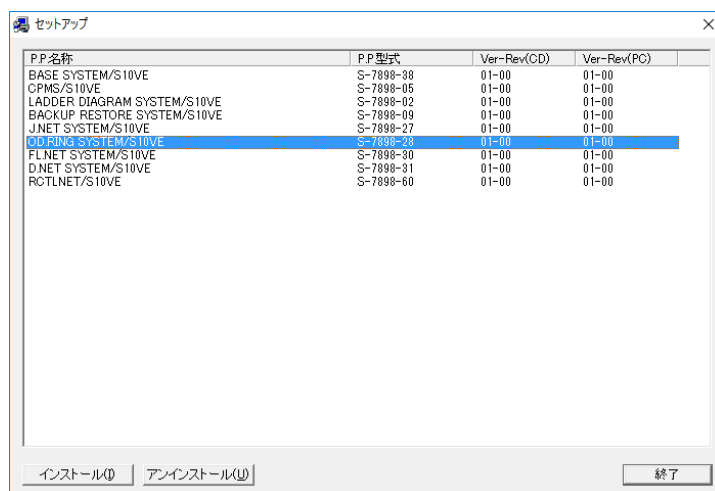 セットアップ
P.P.名称 P.P.型式 Ver-Rev(CD) Ver-Rev(PC)
BASE SYSTEM/S10VE S-7898-38 01-00 01-00
CPMS/S10VE S-7898-05 01-00 01-00
LADDER DIAGRAM SYSTEM/S10VE S-7898-02 01-00 01-00
BACKUP RESTORE SYSTEM/S10VE S-7898-09 01-00 01-00
J.NET SYSTEM/S10VE S-7898-27 01-00 01-00
OD.RING SYSTEM/S10VE S-7898-28 01-00 01-00
FL.NET SYSTEM/S10VE S-7898-30 01-00 01-00
D.NET SYSTEM/S10VE S-7898-31 01-00 01-00
RCTLNET/S10VE S-7898-60 01-00 01-00
インストール(I) アンインストール(U) 終了